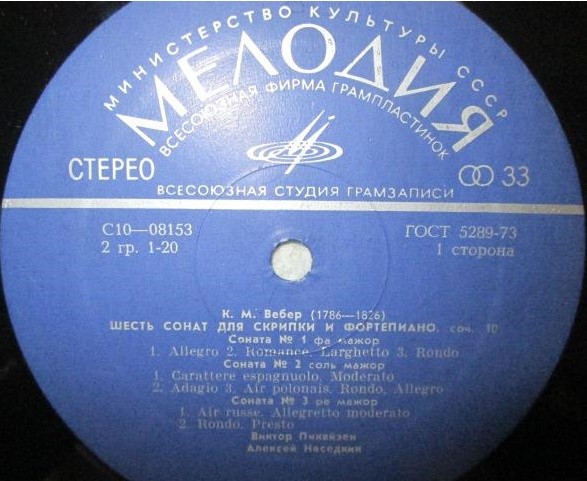 МИНИСТЕРСТВО КУЛЬТУРЫ СССР
МЕЛОДИЯ
ВСЕСОЮЗНАЯ ФИРМА ГРАМПЛАСТИНОК
СТЕРЕО
33
ВСЕСОЮЗНАЯ СТУДИЯ ГРАМЗАПИСИ
С10—08153
ГОСТ 5289-73
2 гр. 1-20
1 сторона
К. М. Вебер (1786—1826)
ШЕСТЬ СОНАТ ДЛЯ СКРИПКИ И ФОРТЕПИАНО, соч. 10
Соната № 1 фа мажор
1. Allegro 2. Romance. Larghetto 3. Rondo
Соната № 2 соль мажор
1. Carattere espagnuolo. Moderato
2. Adagio 3. Air polonais. Rondo, Allegro
Соната № 3 ре мажор
1. Air russe. Allegretto moderato
2. Rondo. Presto
Виктор Пикайзен
Алексей Наседкин